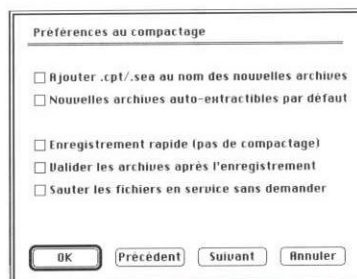 Préférences au compactage
Ajouter .cpt/.sea au nom des nouvelles archives
Nouvelles archives auto-extractibles par défaut
Enregistrement rapide (pas de compactage)
Valider les archives après l'enregistrement
Sauter les fichiers en service sans demander
OK
Précédent
Suivant
Annuler